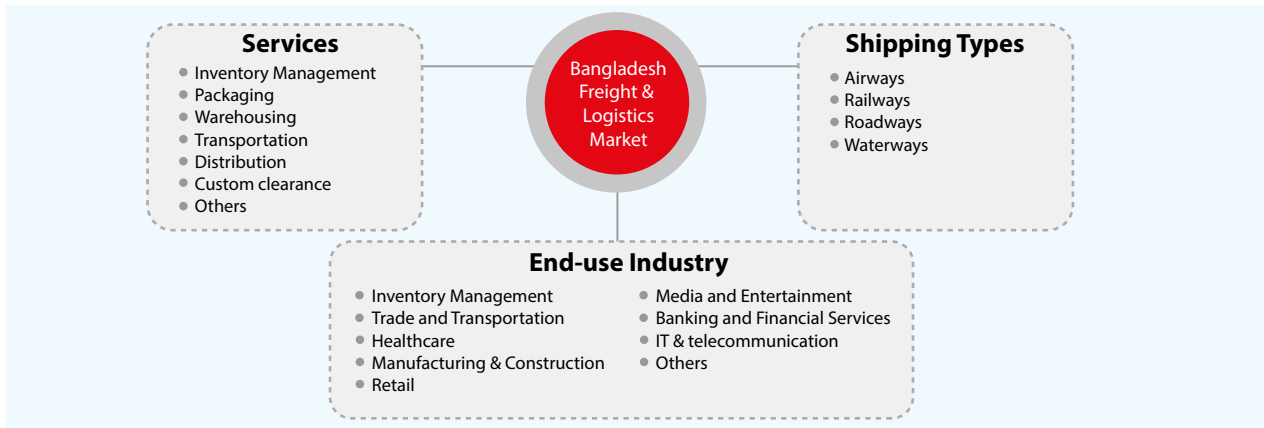 Services
Inventory Management
Packaging
Warehousing
Transportation
Distribution
Custom clearance
Others
Bangladesh
Freight &
Logistics
Market
Shipping Types
Airways
Railways
Roadways
Waterways
End-use Industry
Inventory Management
Trade and Transportation
Healthcare
Manufacturing & Construction
Retail
Media and Entertainment
Banking and Financial Services
IT & telecommunication
Others